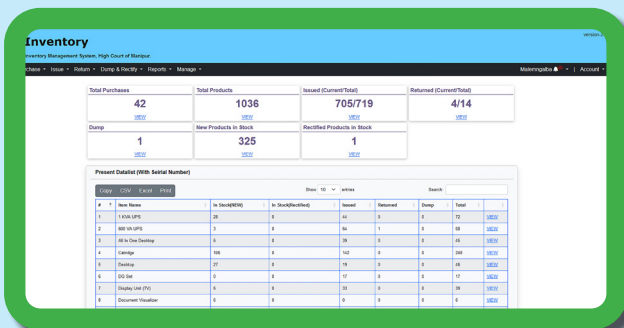 version
Inventory
Inventory Management System, High Court of Manipur.
chase Issue Return Dump & Rectify Reports Manage Malemngaiba | Account
Total Purchases Total Products Issued (Current/Total) Returned (Current/Total)
42 1036 705/719 4/14
VIEW VIEW VIEW VIEW
Dump New Products in Stock Rectified Products in Stock
1 325 1
VIEW VIEW VIEW
Present Datalist (With Seirial Number)
Copy CSV Excel Print Show 10 entries Search:
# Item Name In Stock(NEW) In Stock(Rectified) Issued Returned Dump Total
1 1 KVA UPS 28 0 44 0 0 72 VIEW
2 600 VA UPS 3 0 64 1 0 68 VIEW
3 All In One Desktop 6 0 39 0 0 45 VIEW
4 Catridge 0 142 0 0 VIEW
5 Desktop 27 0 19 0 0 46 VIEW
6 DQ Set 0 0 17 0 0 17 VIEW
7 Display Unit (TV) 6 0 33 0 0 39 VIEW
8 Document Visualizer 0 0 VIEW